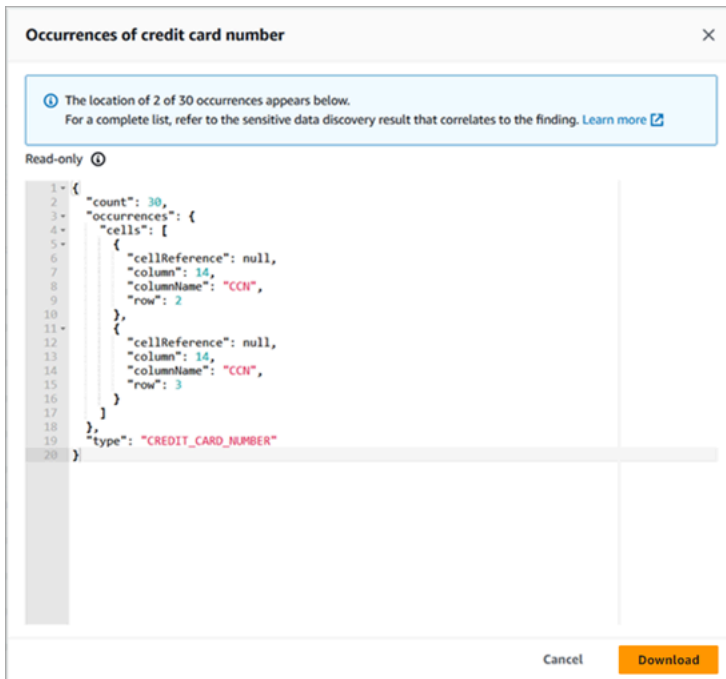 Occurrences of credit card number
The location of 2 of 30 occurrences appears below.
For a complete list, refer to the sensitive data discovery result that correlates to the finding. Learn more
Read-only
1 {
2 "count": 30,
3 "occurrences": {
4 "cells": [
5 {
6 "cellReference": null,
7 "column": 14,
8 "columnName": "CCN",
9 "row": 2
10 },
11 {
12 "cellReference": null,
13 "column": 14,
14 "columnName": "CCN",
15 "row": 3
16 }
17 ]
18 },
19 "type": "CREDIT_CARD_NUMBER"
20 }
Cancel Download